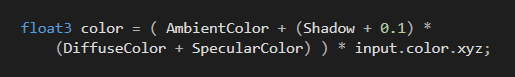 float3 color = ( AmbientColor + (Shadow + 0.1) *
(DiffuseColor + SpecularColor) ) * input.color.xyz;